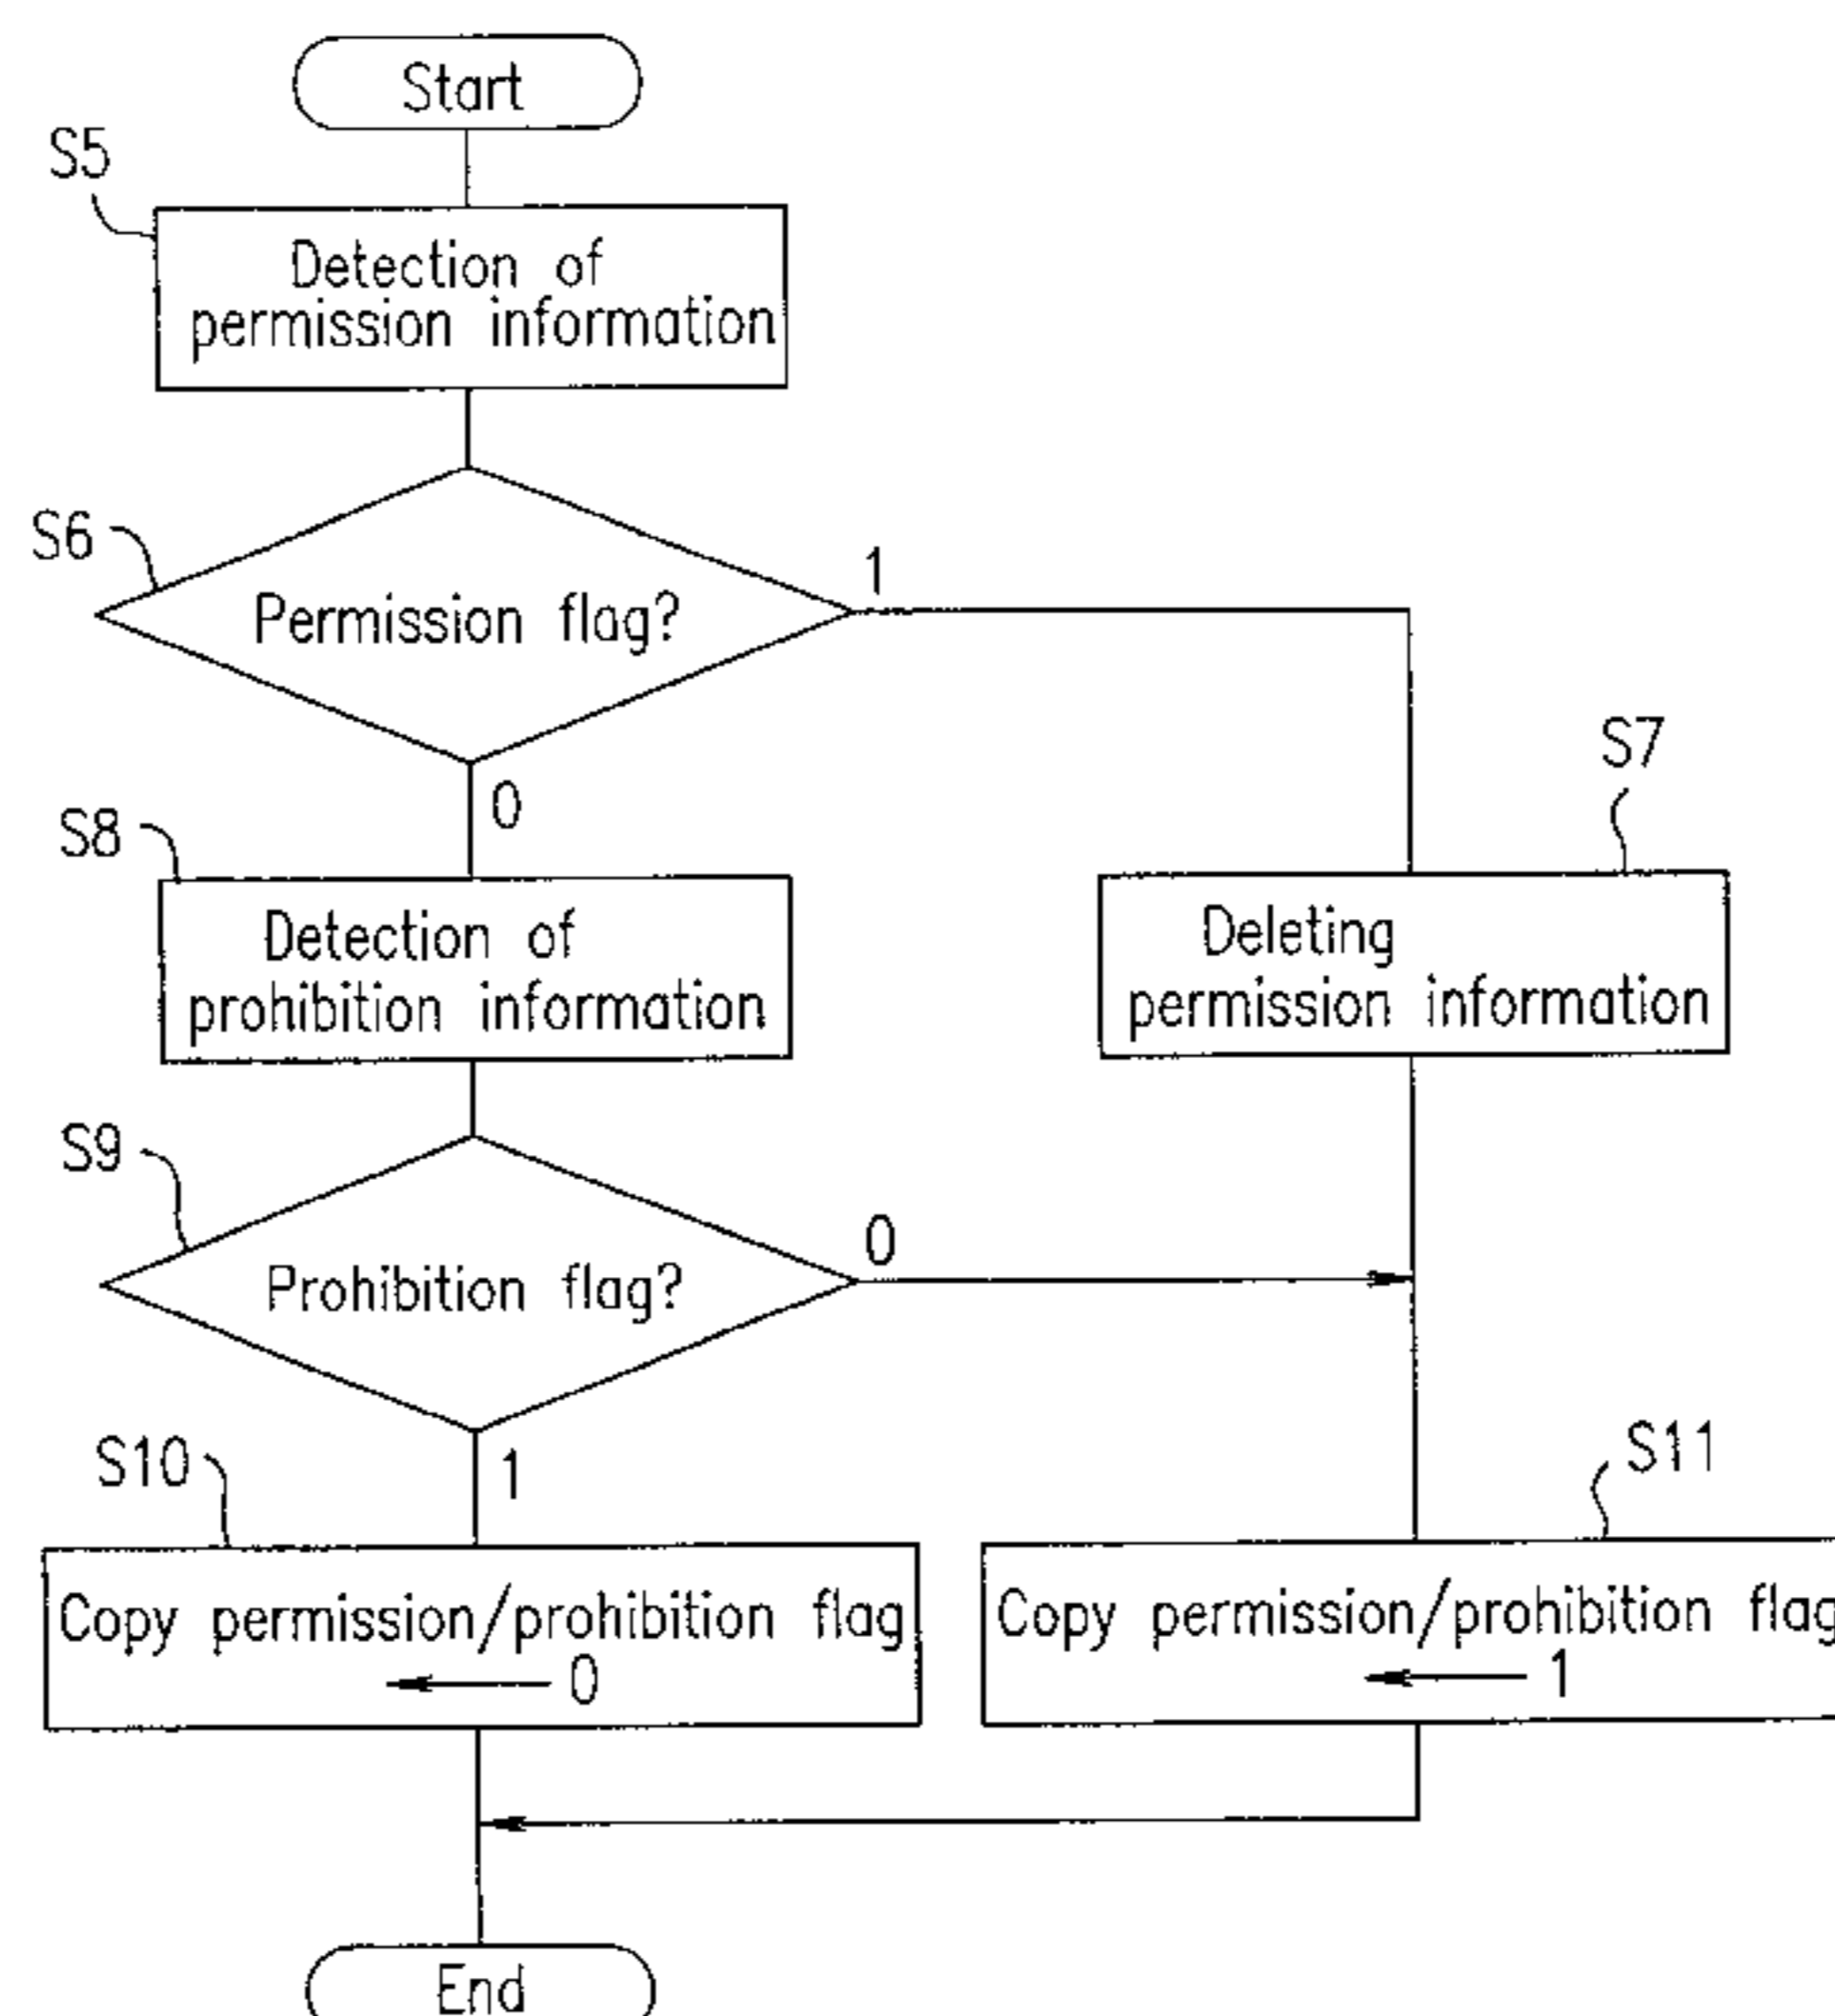 Start
S5
Detection of
permission information
S6
Permission flag?
1
0
S7
S8
Detection of
prohibition information
Deleting
permission information
S9
Prohibition flag?
0
1
S10
Copy permission/prohibition flag
← 0
S11
Copy permission/prohibition flag
← 1
End